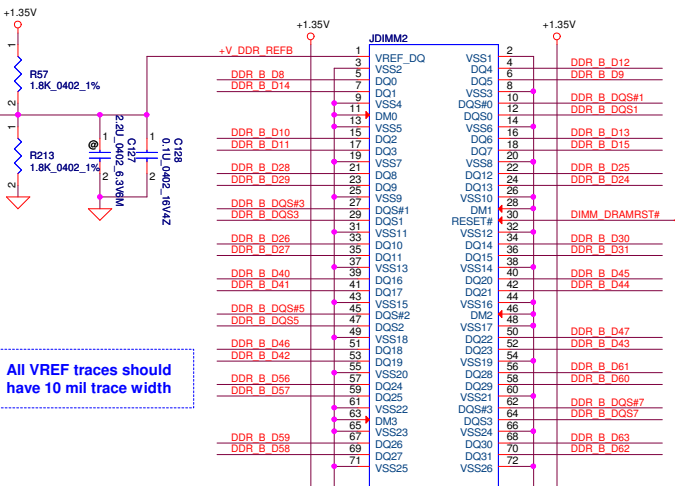 +1.35V
1
R57
1.8K_0402_1%
2
1
R213
1.8K_0402_1%
2
@
1
2
C127
2.2U_0402_6.3V6M
1
2
C128
0.1U_0402_16V4Z
All VREF traces should
have 10 mil trace width
+1.35V
+1.35V
JDIMM2
+V_DDR_REFB 1 VREF_DQ VSS1 2
3 VSS2 DQ4 4 DDR_B_D12
DDR_B_D8 5 DQ0 DQ5 6 DDR_B_D9
DDR_B_D14 7 DQ1 VSS3 8
9 VSS4 DQS#0 10 DDR_B_DQS#1
11 DM0 DQS0 12 DDR_B_DQS1
13 VSS5 VSS6 14
DDR_B_D10 15 DQ2 DQ6 16 DDR_B_D13
DDR_B_D11 17 DQ3 DQ7 18 DDR_B_D15
19 VSS7 VSS8 20
DDR_B_D28 21 DQ8 DQ12 22 DDR_B_D25
DDR_B_D29 23 DQ9 DQ13 24 DDR_B_D24
25 VSS9 VSS10 26
DDR_B_DQS#3 27 DQS#1 DM1 28
DDR_B_DQS3 29 DQS1 RESET# 30 DIMM_DRAMRST#
31 VSS11 VSS12 32
DDR_B_D26 33 DQ10 DQ14 34 DDR_B_D30
DDR_B_D27 35 DQ11 DQ15 36 DDR_B_D31
37 VSS13 VSS14 38
DDR_B_D40 39 DQ16 DQ20 40 DDR_B_D45
DDR_B_D41 41 DQ17 DQ21 42 DDR_B_D44
43 VSS15 VSS16 44
DDR_B_DQS#5 45 DQS#2 DM2 46
DDR_B_DQS5 47 DQS2 VSS17 48
49 VSS18 DQ22 50 DDR_B_D47
DDR_B_D46 51 DQ18 DQ23 52 DDR_B_D43
DDR_B_D42 53 DQ19 VSS19 54
55 VSS20 DQ28 56 DDR_B_D61
DDR_B_D56 57 DQ24 DQ29 58 DDR_B_D60
DDR_B_D57 59 DQ25 VSS21 60
61 VSS22 DQS#3 62 DDR_B_DQS#7
63 DM3 DQS3 64 DDR_B_DQS7
65 VSS23 VSS24 66
DDR_B_D59 67 DQ26 DQ30 68 DDR_B_D63
DDR_B_D58 69 DQ27 DQ31 70 DDR_B_D62
71 VSS25 VSS26 72